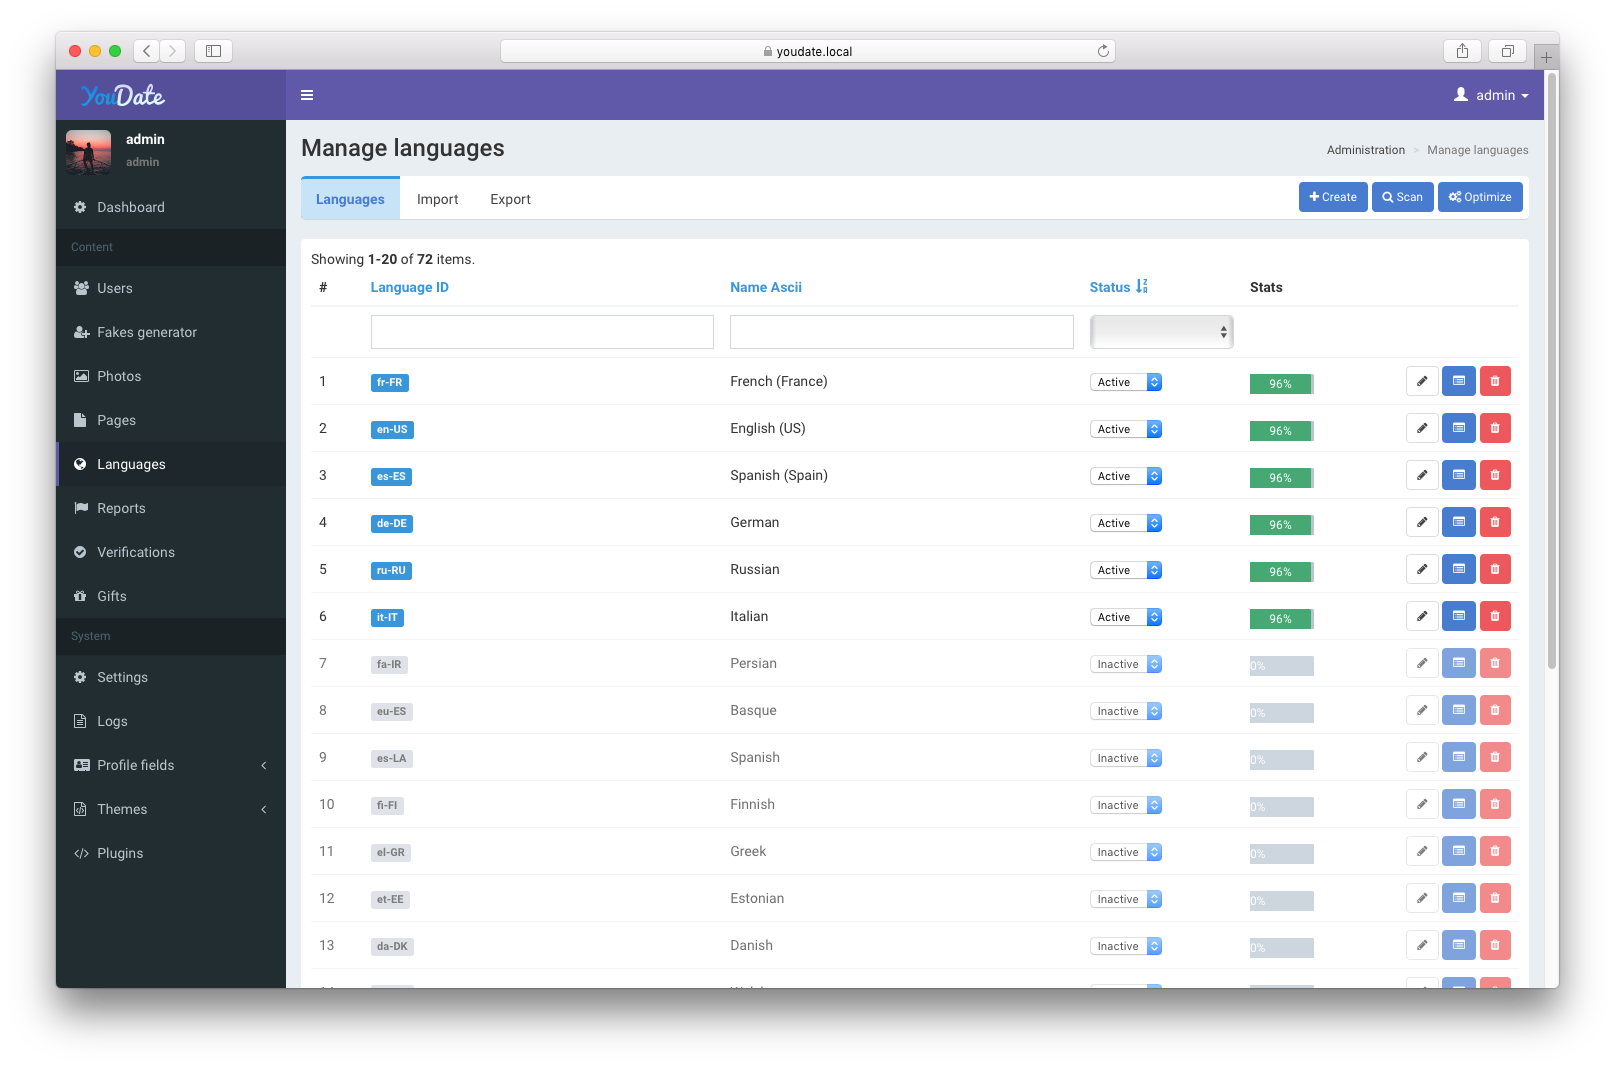 youdate.local
YouDate
admin
admin
admin
Dashboard
Content
Users
Fakes generator
Photos
Pages
Languages
Reports
Verifications
Gifts
System
Settings
Logs
Profile fields
Themes
Plugins
Manage languages
Administration > Manage languages
Languages Import Export
Create Scan Optimize
Showing 1-20 of 72 items.
# Language ID Name Ascii Status Stats
1 fr-FR French (France) Active 96%
2 en-US English (US) Active 96%
3 es-ES Spanish (Spain) Active 96%
4 de-DE German Active 96%
5 ru-RU Russian Active 96%
6 it-IT Italian Active 96%
7 fa-IR Persian Inactive 0%
8 eu-ES Basque Inactive 0%
9 es-LA Spanish Inactive 0%
10 fi-FI Finnish Inactive 0%
11 el-GR Greek Inactive 0%
12 et-EE Estonian Inactive 0%
13 da-DK Danish Inactive 0%